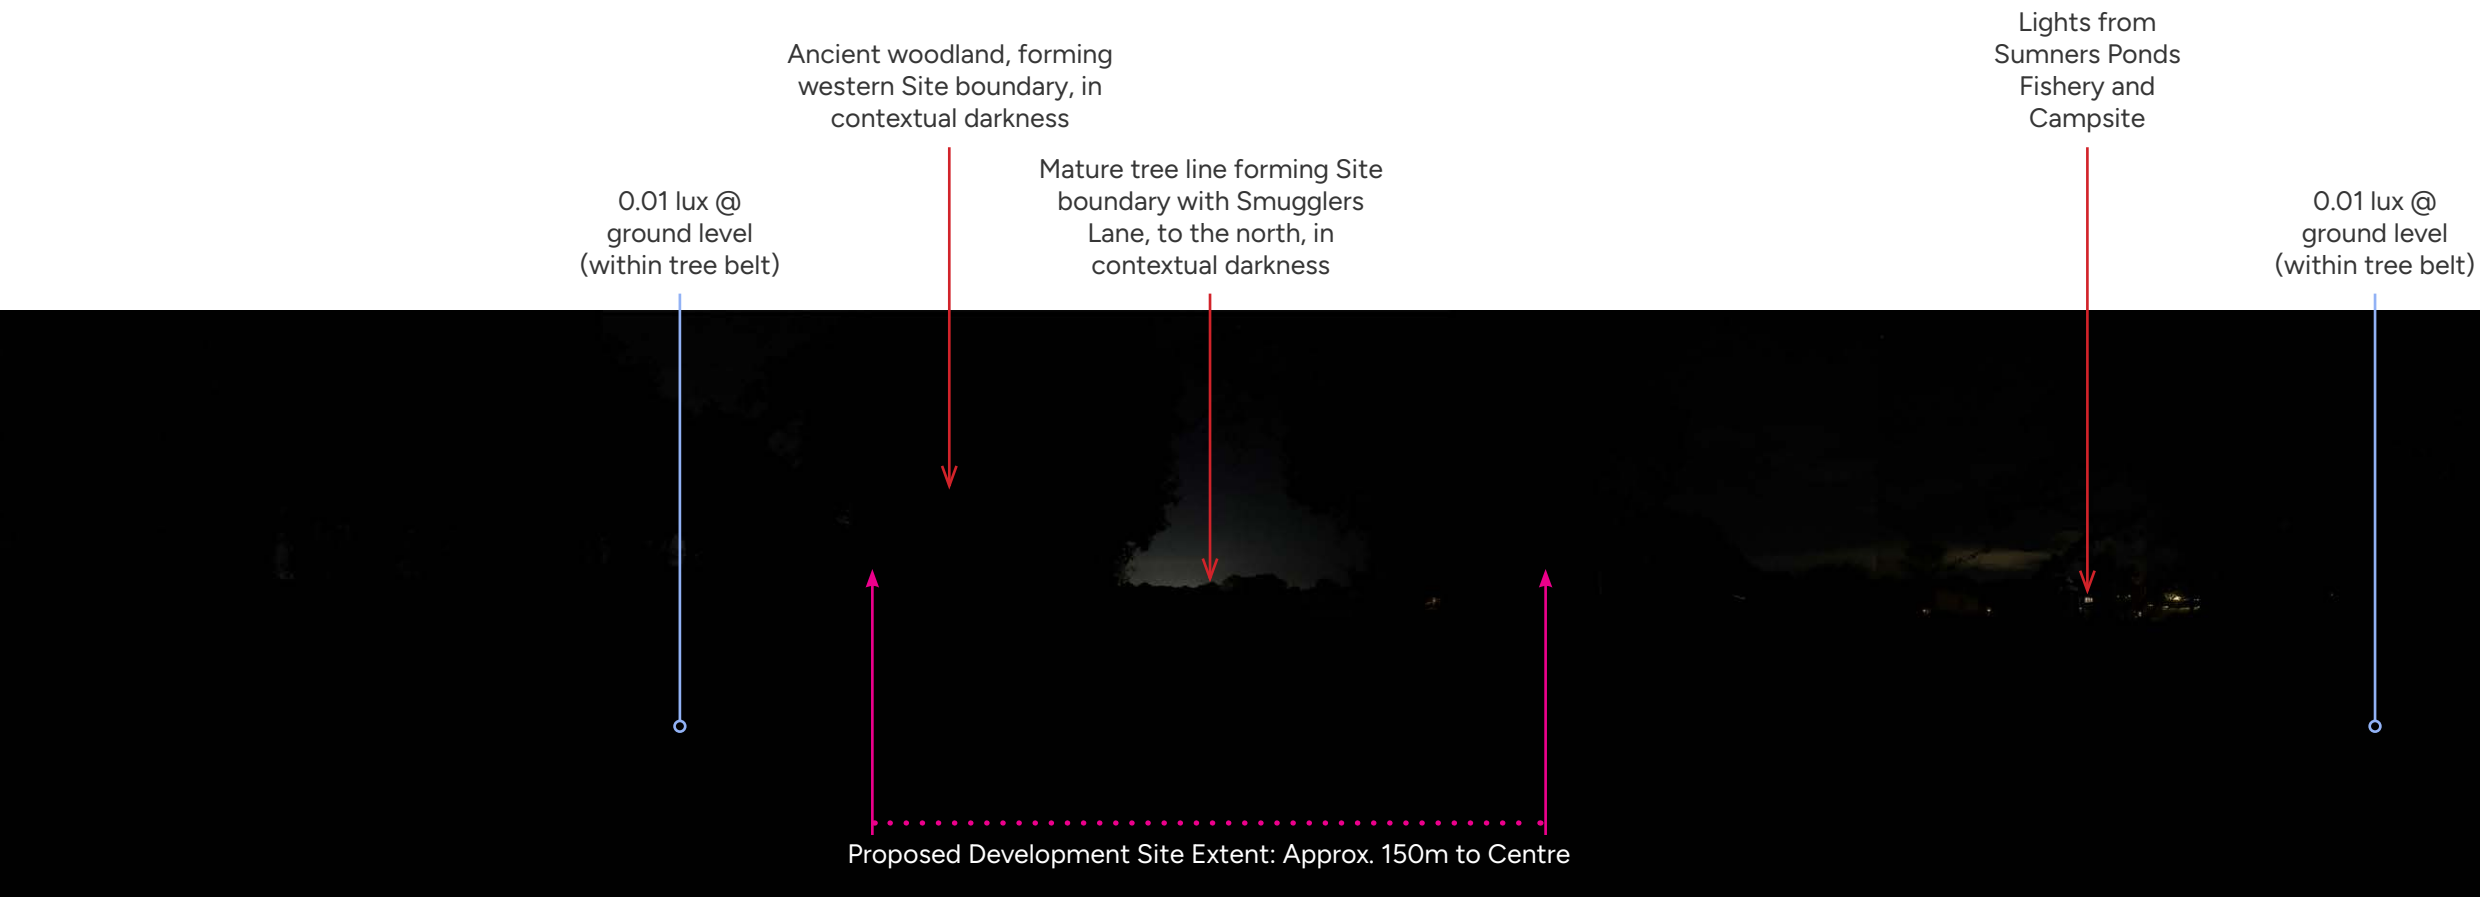 Ancient woodland, forming
western Site boundary, in
contextual darkness
Lights from
Sumners Ponds
Fishery and
Campsite
0.01 lux @
ground level
(within tree belt)
Mature tree line forming Site
boundary with Smugglers
Lane, to the north, in
contextual darkness
0.01 lux @
ground level
(within tree belt)
Proposed Development Site Extent: Approx. 150m to Centre